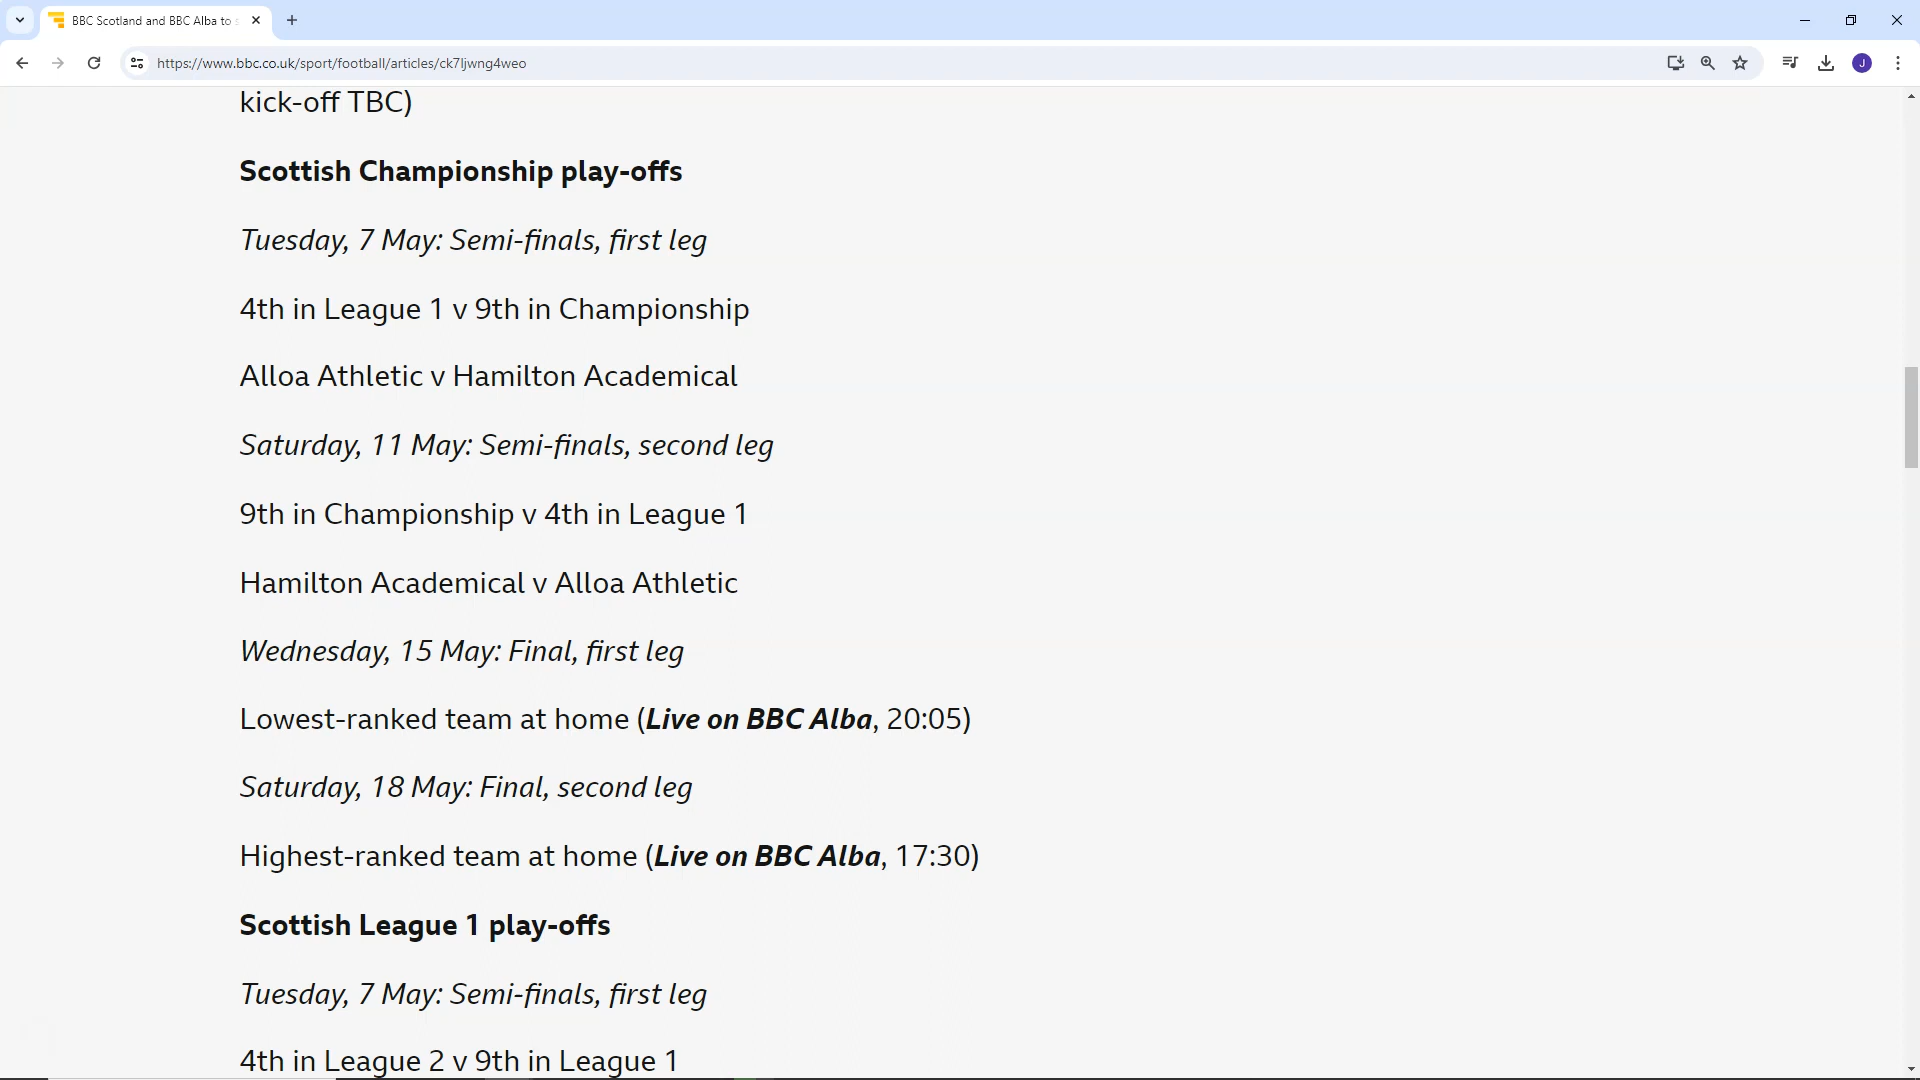 BBC Scotland and BBC Alba to s
https://www.bbc.co.uk/sport/football/articles/ck7ljwng4weo
J
kick-off TBC)
Scottish Championship play-offs
Tuesday, 7 May: Semi-finals, first leg
4th in League 1 v 9th in Championship
Alloa Athletic v Hamilton Academical
Saturday, 11 May: Semi-finals, second leg
9th in Championship v 4th in League 1
Hamilton Academical v Alloa Athletic
Wednesday, 15 May: Final, first leg
Lowest-ranked team at home (Live on BBC Alba, 20:05)
Saturday, 18 May: Final, second leg
Highest-ranked team at home (Live on BBC Alba, 17:30)
Scottish League 1 play-offs
Tuesday, 7 May: Semi-finals, first leg
4th in League 2 v 9th in League 1